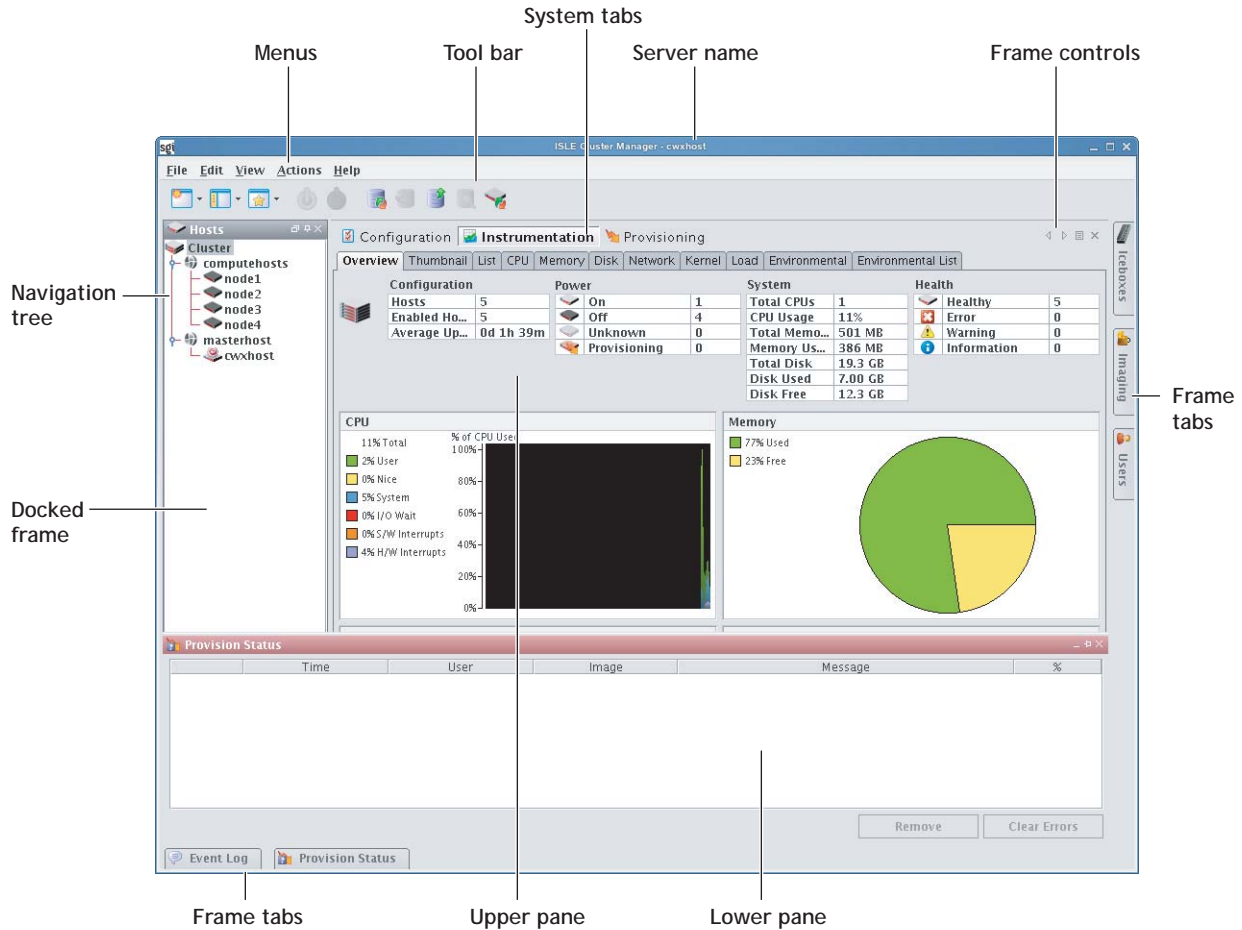 System tabs
Menus
Tool bar
Server name
Frame controls
sgi
ISLE Cluster Manager - cwxhost
File Edit View Actions Help
Hosts
Cluster
computehosts
node1
node2
node3
node4
masterhost
cwxhost
Navigation
tree
Docked
frame
Configuration Instrumentation Provisioning
Overview Thumbnail List CPU Memory Disk Network Kernel Load Environmental Environmental List
Configuration
Hosts 5
Enabled Ho... 5
Average Up... 0d 1h 39m
Power
On 1
Off 4
Unknown 0
Provisioning 0
System
Total CPUs 1
CPU Usage 11%
Total Memo... 501 MB
Memory Us... 386 MB
Total Disk 19.3 GB
Disk Used 7.00 GB
Disk Free 12.3 GB
Health
Healthy 5
Error 0
Warning 0
Information 0
CPU
11% Total
2% User
0% Nice
5% System
0% I/O Wait
0% S/W Interrupts
4% H/W Interrupts
% of CPU Used
100%
80%
60%
40%
20%
0%
Memory
77% Used
23% Free
Iceboxes
Imaging
Users
Frame
tabs
Provision Status
Time User Image Message %
Remove Clear Errors
Event Log Provision Status
Frame tabs
Upper pane
Lower pane